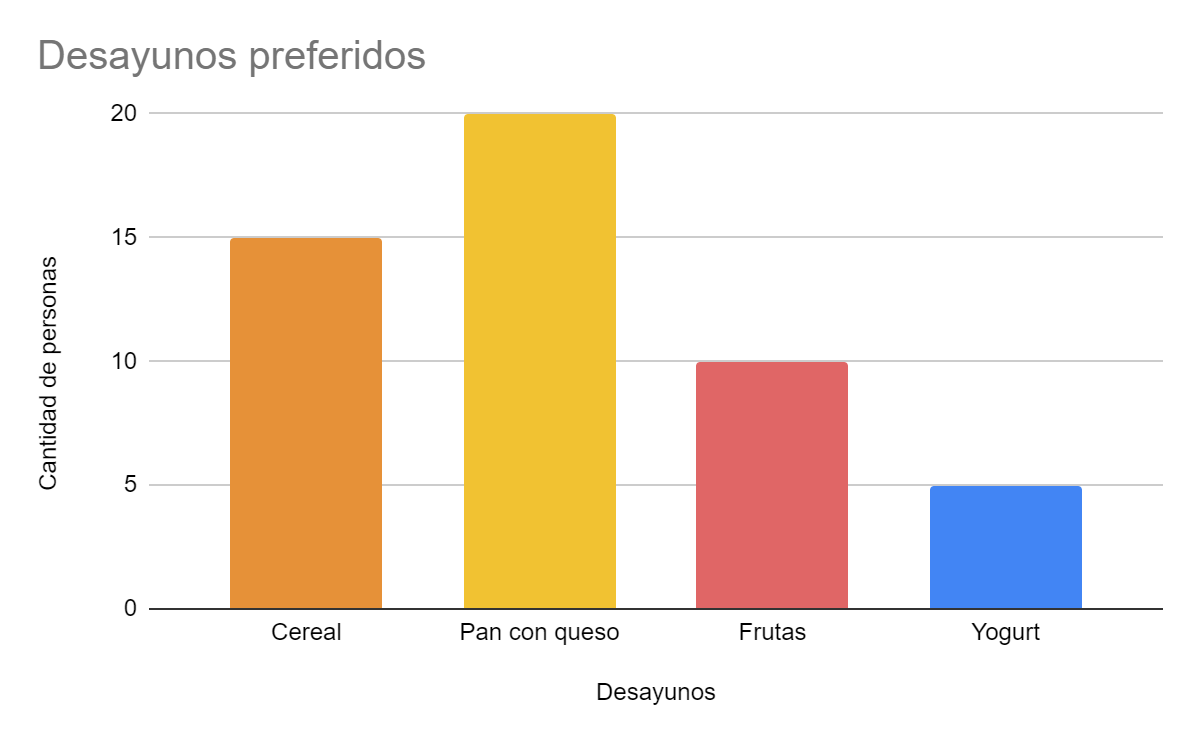 Desayunos preferidos
20
15
10
5
0
Cantidad de personas
Cereal
Pan con queso
Frutas
Yogurt
Desayunos